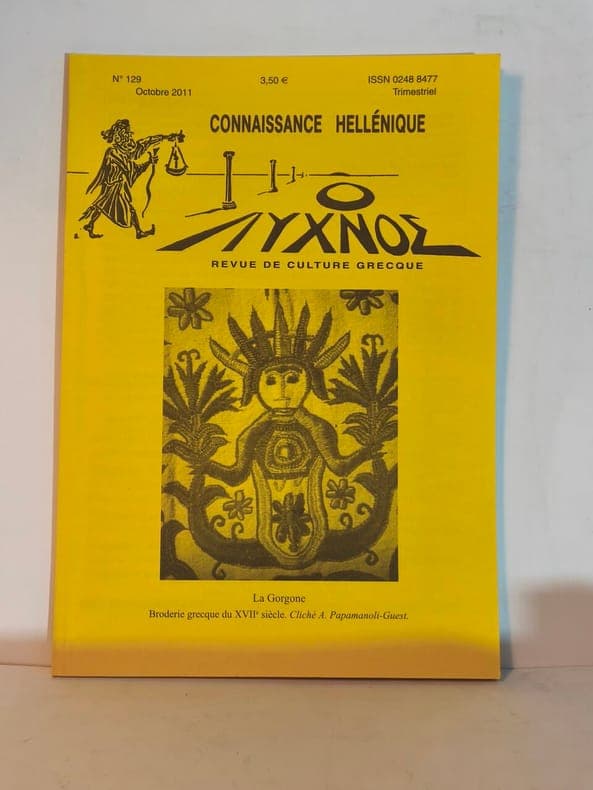 N° 129 3,50 € ISSN 0248 8477
Octobre 2011 Trimestriel
CONNAISSANCE HELLÉNIQUE
Ο
ΛΥΧΝΟΣ
REVUE DE CULTURE GRECQUE
La Gorgone
Broderie grecque du XVIIᵉ siècle. Cliché A. Papamanoli-Guest.